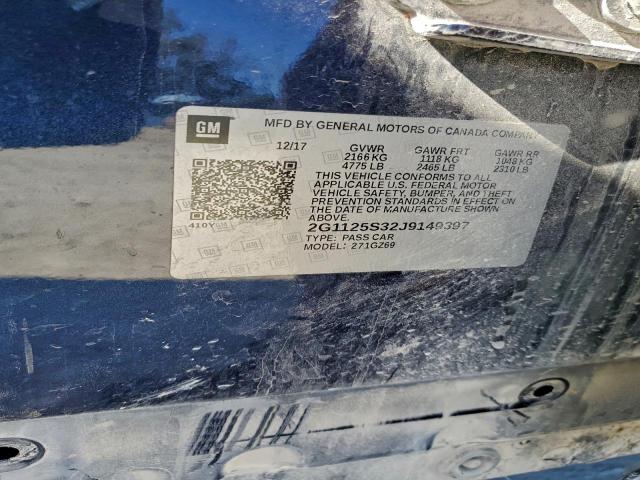 GM
MFD BY GENERAL MOTORS OF CANADA COMPANY
12/17 GVWR GAWR FRT GAWR RR
2166 KG 1118 KG 1048 KG
4775 LB 2465 LB 2310 LB
THIS VEHICLE CONFORMS TO ALL
APPLICABLE U.S. FEDERAL MOTOR
VEHICLE SAFETY, BUMPER, AND THEFT
PREVENTION STANDARDS IN EFFECT ON
THE DATE OF MANUFACTURE SHOWN
ABOVE.
410Y 2G1125S32J9149397
TYPE: PASS CAR
MODEL: 271GZ69